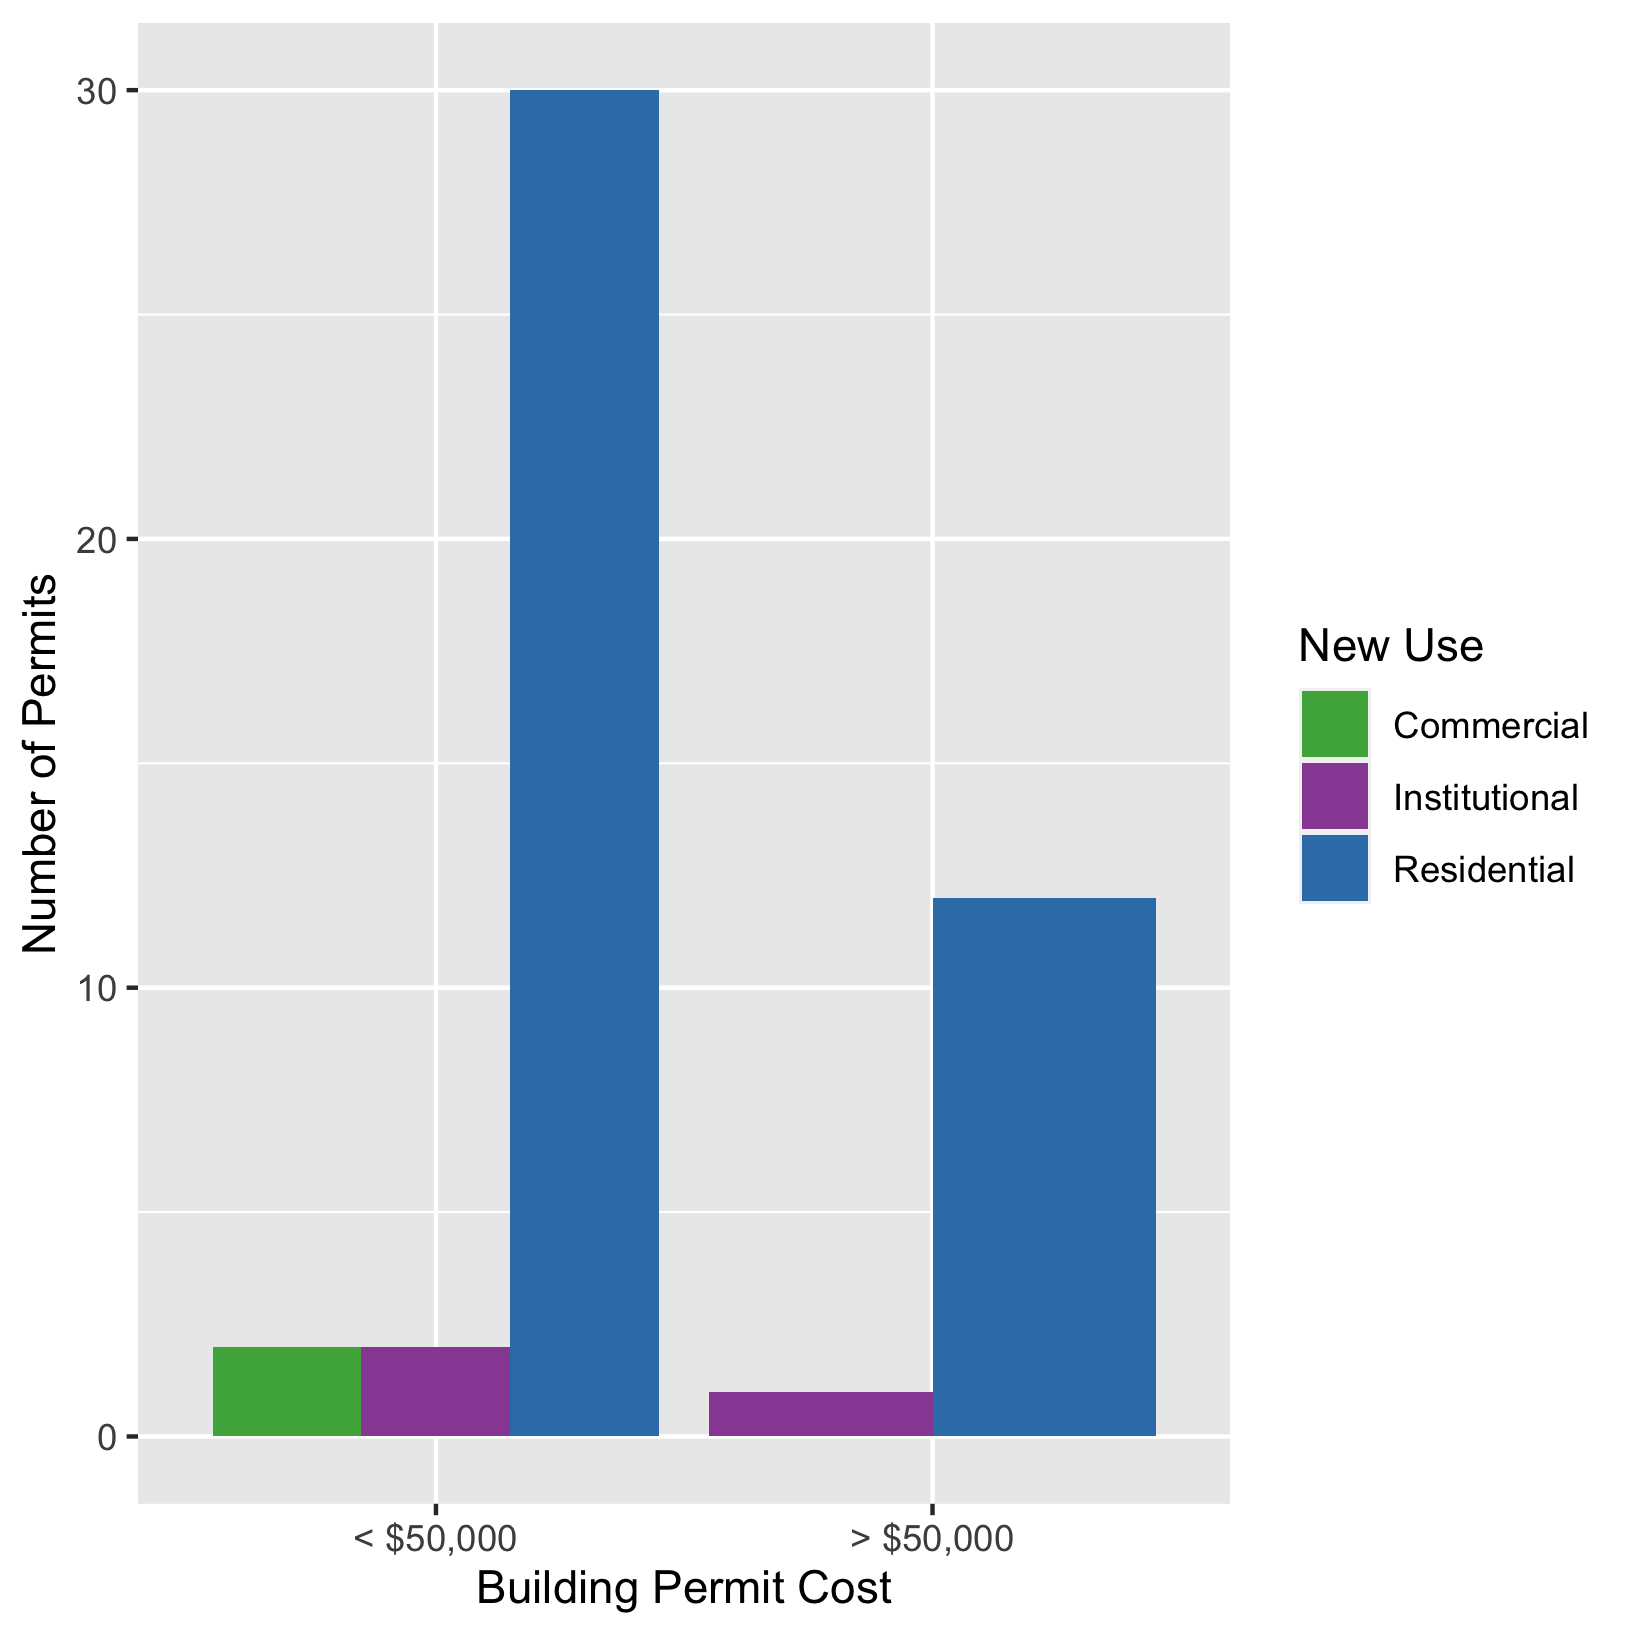 30
20
10
0
Number of Permits
< $50,000
> $50,000
Building Permit Cost
New Use
Commercial
Institutional
Residential